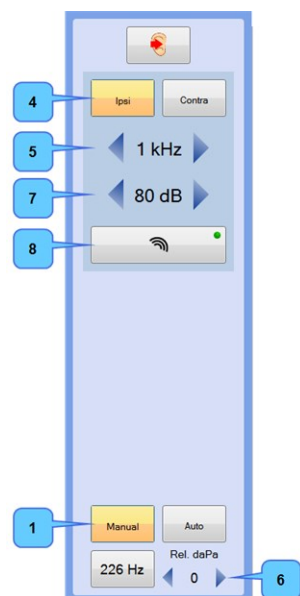 4
Ipsi Contra
5
1 kHz
7
80 dB
8
1
Manual Auto
Rel. daPa
226 Hz
0
6